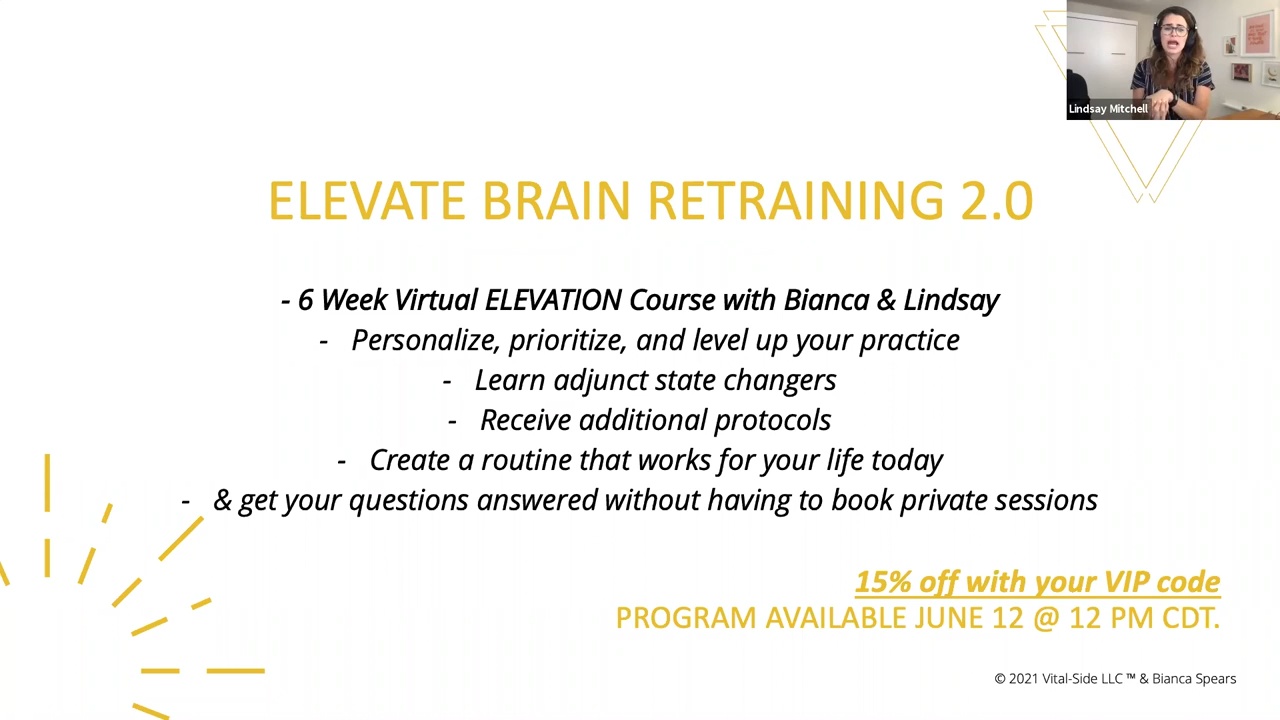 Lindsay Mitchell
ELEVATE BRAIN RETRAINING 2.0
- 6 Week Virtual ELEVATION Course with Bianca & Lindsay
- Personalize, prioritize, and level up your practice
- Learn adjunct state changers
- Receive additional protocols
- Create a routine that works for your life today
- & get your questions answered without having to book private sessions
15% off with your VIP code
PROGRAM AVAILABLE JUNE 12 @ 12 PM CDT.
© 2021 Vital-Side LLC ™ & Bianca Spears